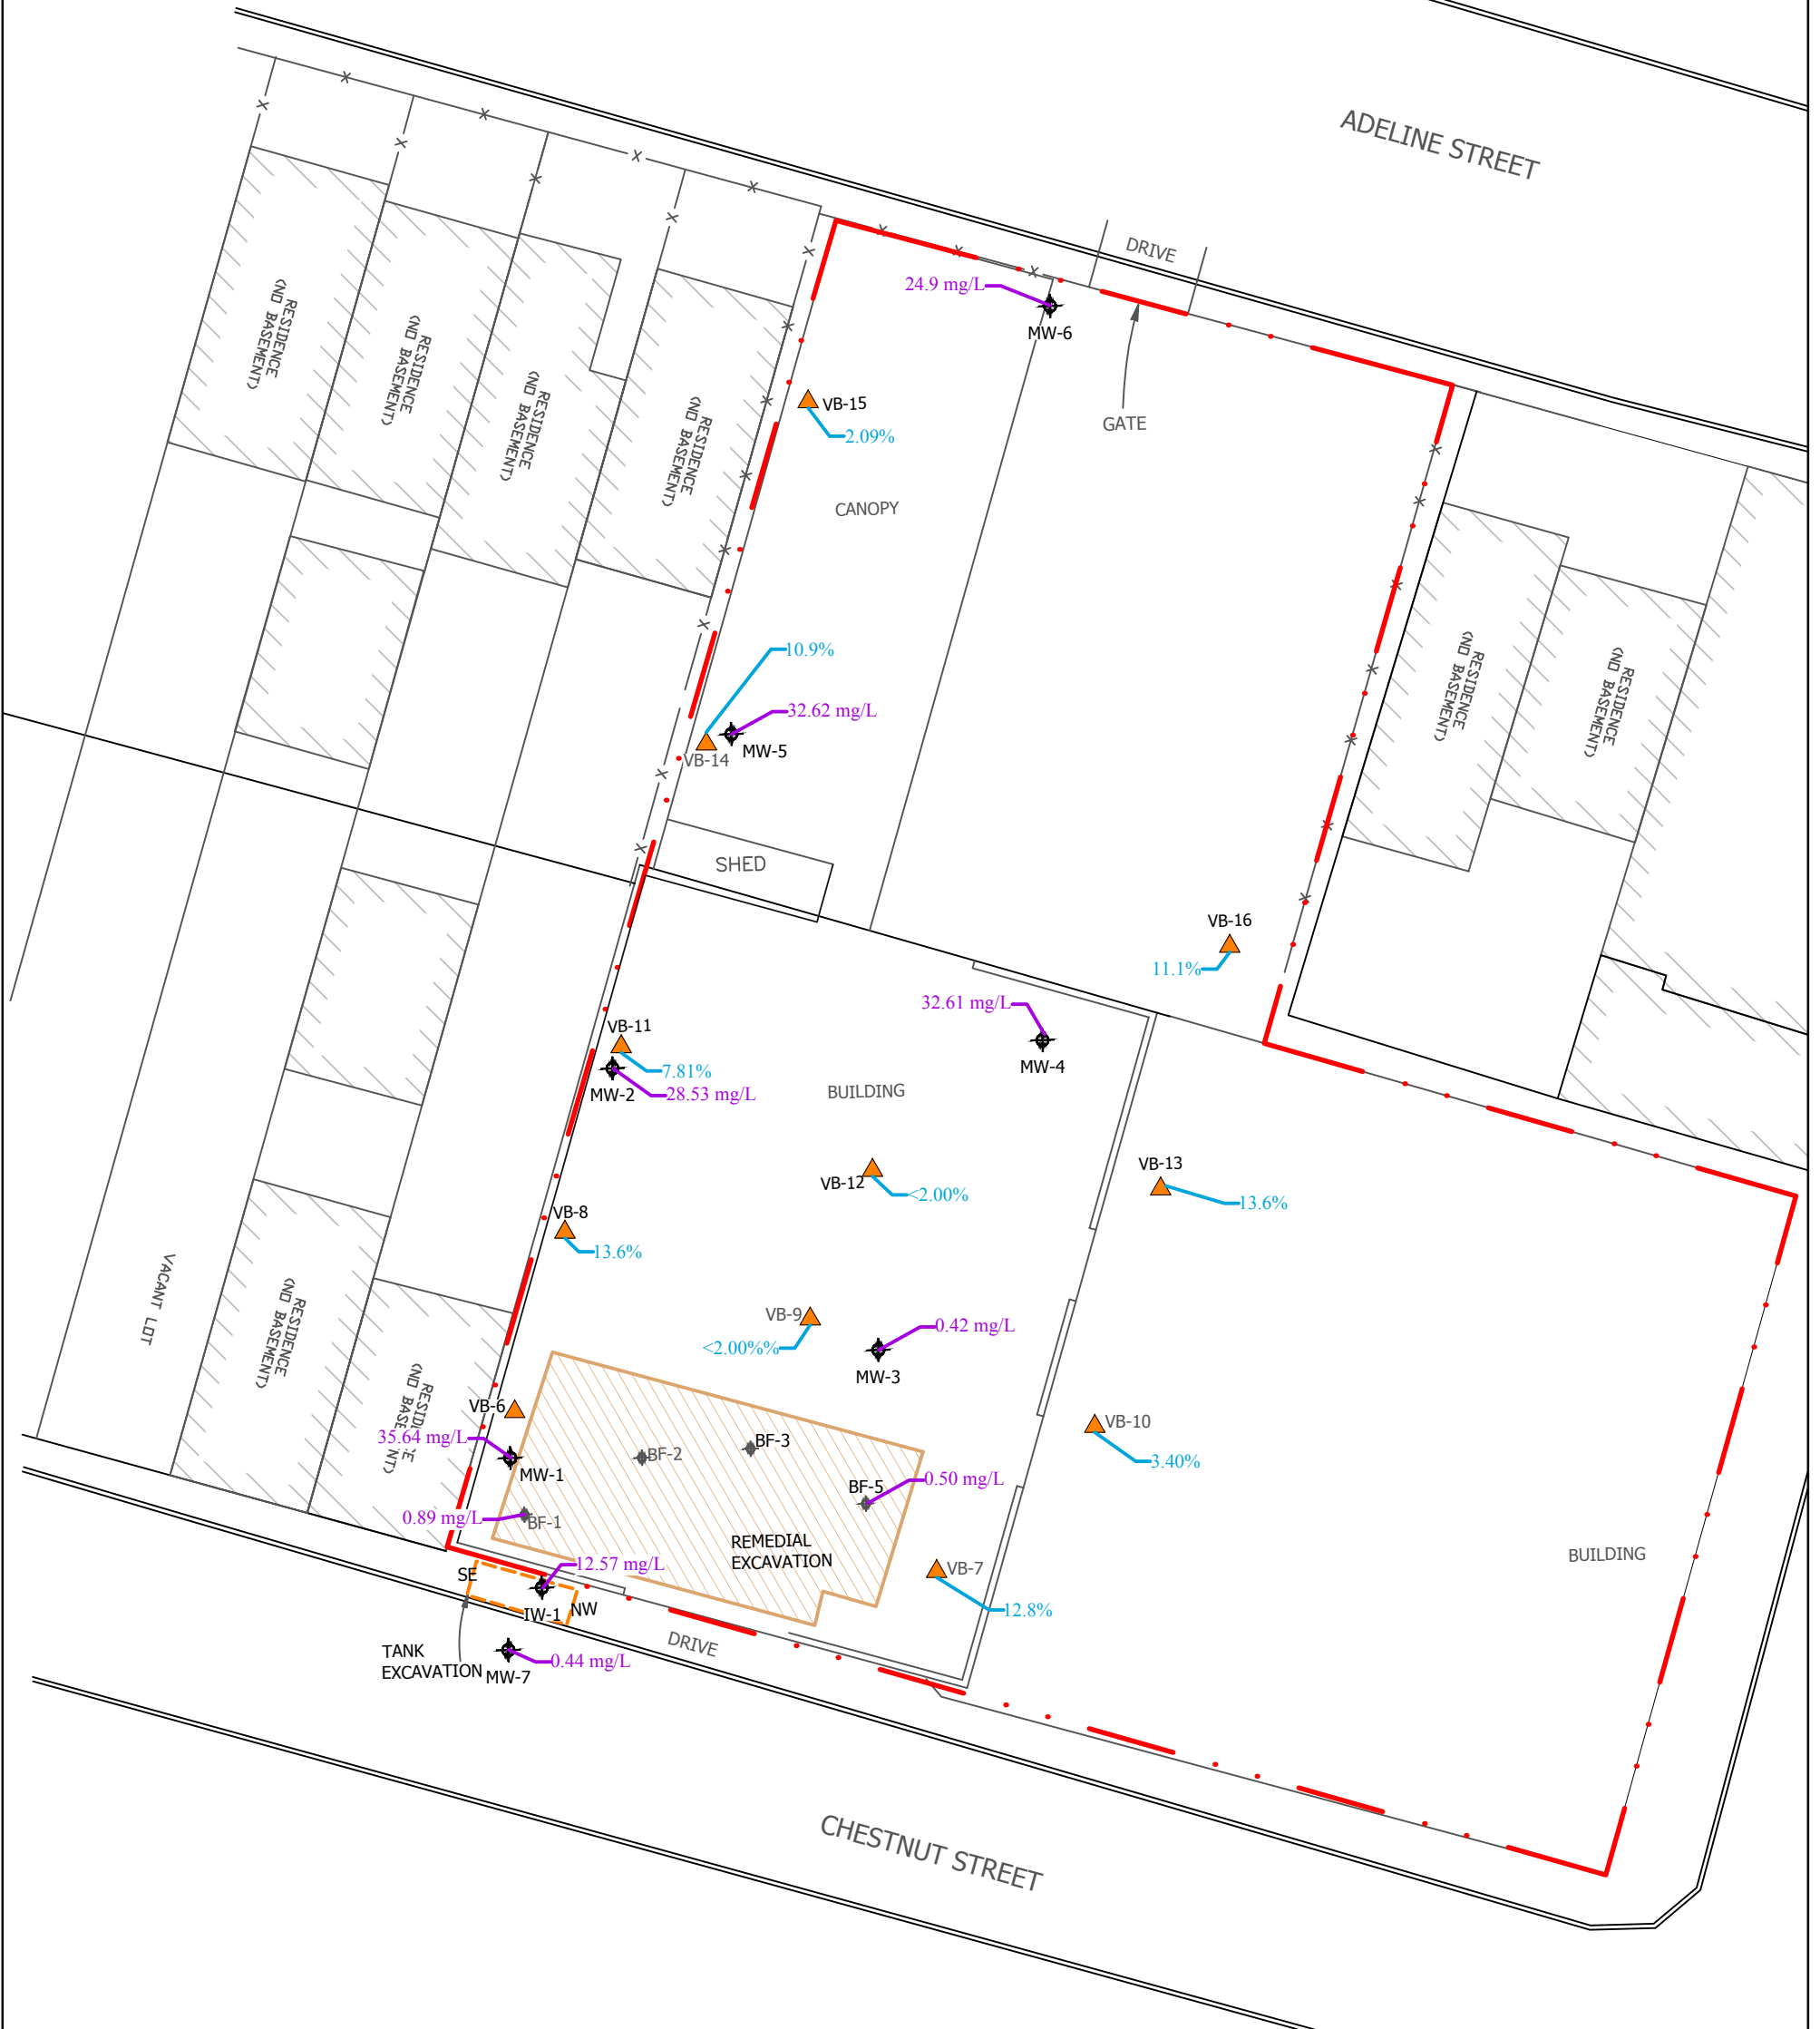 ADELINE STREET
DRIVE
24.9 mg/L
MW-6
GATE
VB-15
2.09%
CANOPY
RESIDENCE
(NO BASEMENT)
RESIDENCE
(NO BASEMENT)
RESIDENCE
(NO BASEMENT)
RESIDENCE
(NO BASEMENT)
RESIDENCE
(NO BASEMENT)
RESIDENCE
(NO BASEMENT)
10.9%
32.62 mg/L
MW-5
VB-14
SHED
VB-16
11.1%
32.61 mg/L
MW-4
VB-11
7.81%
MW-2
28.53 mg/L
BUILDING
VB-12
<2.00%
VB-13
13.6%
VB-8
13.6%
VACANT LOT
RESIDENCE
(NO BASEMENT)
VB-9
<2.00%%
0.42 mg/L
MW-3
RESIDENCE
(NO BASEMENT)
VB-6
35.64 mg/L
MW-1
BF-2
BF-3
VB-10
3.40%
BF-5
0.50 mg/L
0.89 mg/L
BF-1
REMEDIAL
EXCAVATION
BUILDING
VB-7
12.8%
12.57 mg/L
SE
IW-1
NW
TANK
EXCAVATION
MW-7
0.44 mg/L
DRIVE
CHESTNUT STREET